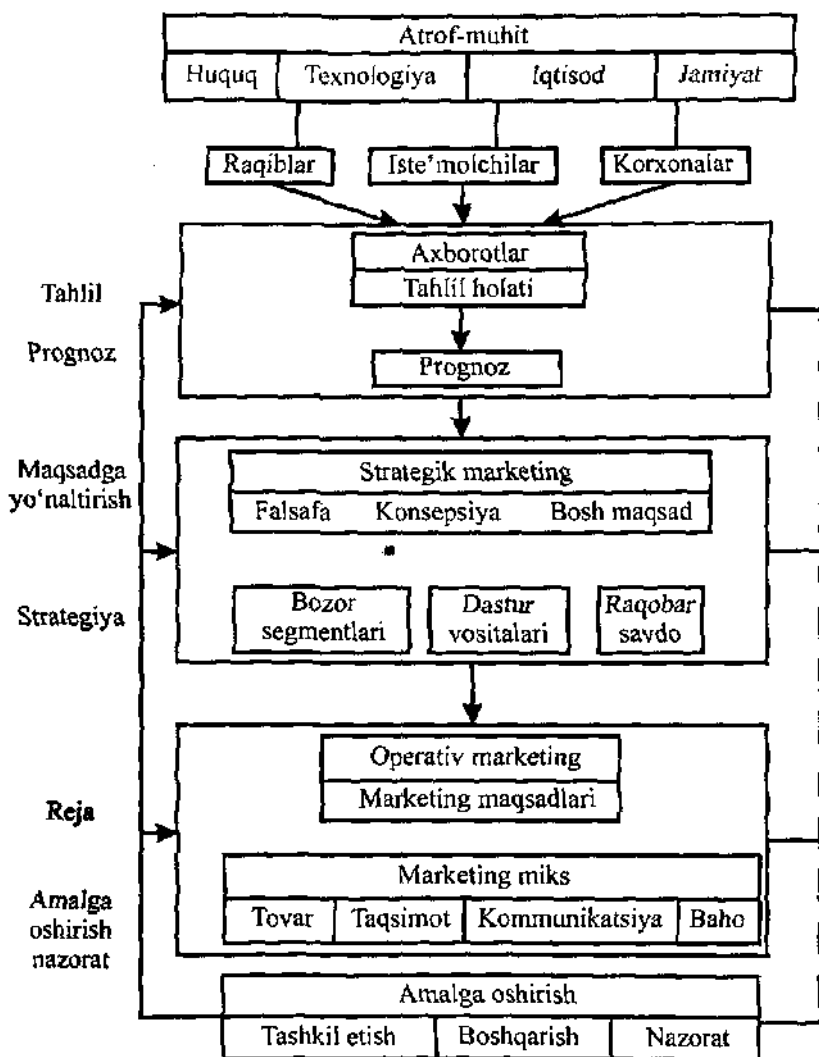 Atrof-muhit
Huquq Texnologiya Iqtisod Jamiyat
Raqiblar Iste'molchilar Korxonalar
Axborotlar
Tahlil holati
Tahlil
Prognoz
Prognoz
Strategik marketing
Maqsadga
yo'naltirish
Falsafa Konsepsiya Bosh maqsad
Strategiya
Bozor
segmentlari
Dastur
vositalari
Raqobar
savdo
Operativ marketing
Marketing maqsadlari
Reja
Marketing miks
Tovar Taqsimot Kommunikatsiya Baho
Amalga
oshirish
nazorat
Amalga oshirish
Tashkil etish Boshqarish Nazorat